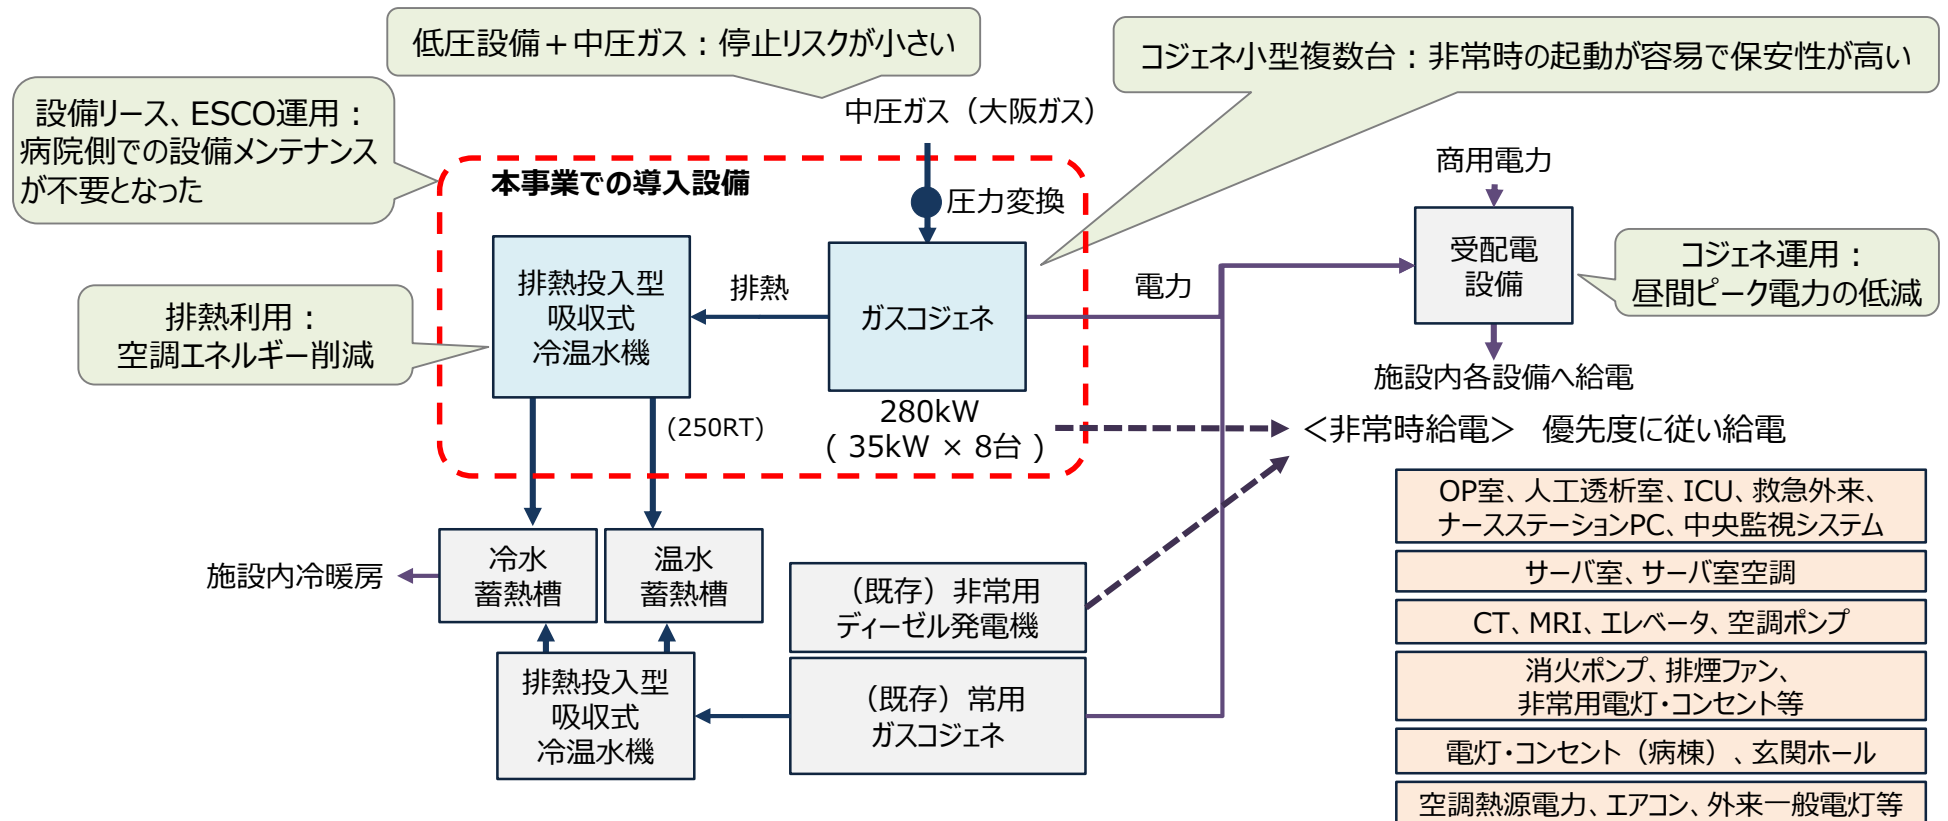 低圧設備＋中圧ガス：停止リスクが小さい
コジェネ小型複数台：非常時の起動が容易で保安性が高い
設備リース、ESCO運用：
病院側での設備メンテナンス
が不要となった
中圧ガス（大阪ガス）
本事業での導入設備
圧力変換
商用電力
排熱投入型
吸収式
冷温水機
排熱
ガスコジェネ
電力
受配電
設備
コジェネ運用：
昼間ピーク電力の低減
排熱利用：
空調エネルギー削減
施設内各設備へ給電
(250RT)
280kW
( 35kW × 8台 )
＜非常時給電＞　優先度に従い給電
OP室、人工透析室、ICU、救急外来、
ナースステーションPC、中央監視システム
サーバ室、サーバ室空調
CT、MRI、エレベータ、空調ポンプ
消火ポンプ、排煙ファン、
非常用電灯・コンセント等
電灯・コンセント（病棟）、玄関ホール
空調熱源電力、エアコン、外来一般電灯等
施設内冷暖房
冷水
蓄熱槽
温水
蓄熱槽
（既存）非常用
ディーゼル発電機
排熱投入型
吸収式
冷温水機
（既存）常用
ガスコジェネ